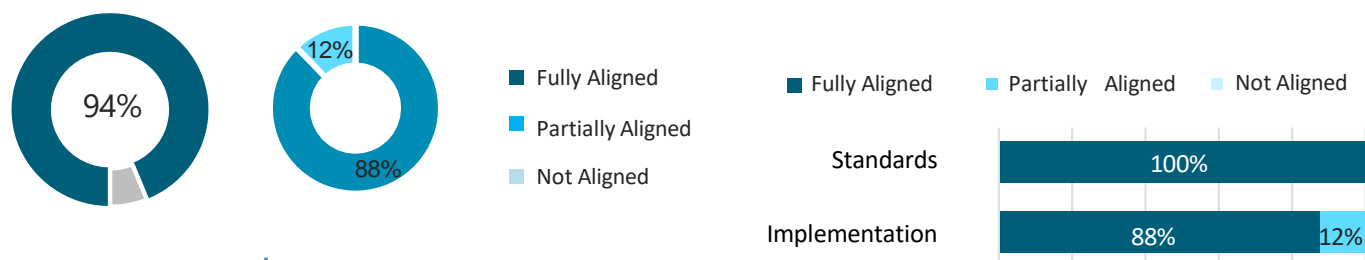 94%
12%
88%
Fully Aligned
Partially Aligned
Not Aligned
Fully Aligned Partially Aligned Not Aligned
Standards 100%
Implementation 88% 12%